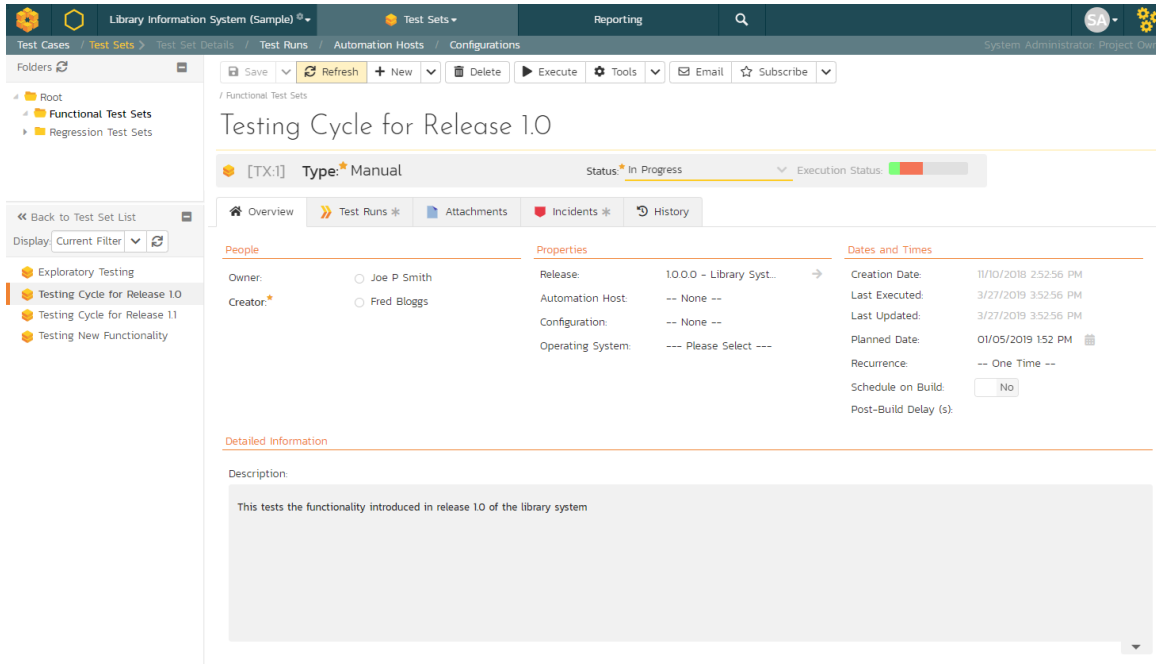 Library Information System (Sample)
Test Sets
Reporting
SA
Test Cases / Test Sets > Test Set Details / Test Runs / Automation Hosts / Configurations
System Administrator: Project Own
Folders
Root
Functional Test Sets
Regression Test Sets
Save
Refresh
+ New
Delete
Execute
Tools
Email
Subscribe
/ Functional Test Sets
Testing Cycle for Release 1.0
[TX:1] Type:* Manual
Status:* In Progress
Execution Status:
<< Back to Test Set List
Display: Current Filter
Exploratory Testing
Testing Cycle for Release 1.0
Testing Cycle for Release 1.1
Testing New Functionality
Overview
Test Runs *
Attachments
Incidents *
History
People
Owner: Joe P Smith
Creator:* Fred Bloggs
Properties
Release: 1.0.0.0 - Library Syst...
Automation Host: -- None --
Configuration: -- None --
Operating System: --- Please Select ---
Dates and Times
Creation Date: 11/10/2018 2:52:56 PM
Last Executed: 3/27/2019 3:52:56 PM
Last Updated: 3/27/2019 3:52:56 PM
Planned Date: 01/05/2019 1:52 PM
Recurrence: -- One Time --
Schedule on Build: No
Post-Build Delay (s):
Detailed Information
Description:
This tests the functionality introduced in release 1.0 of the library system